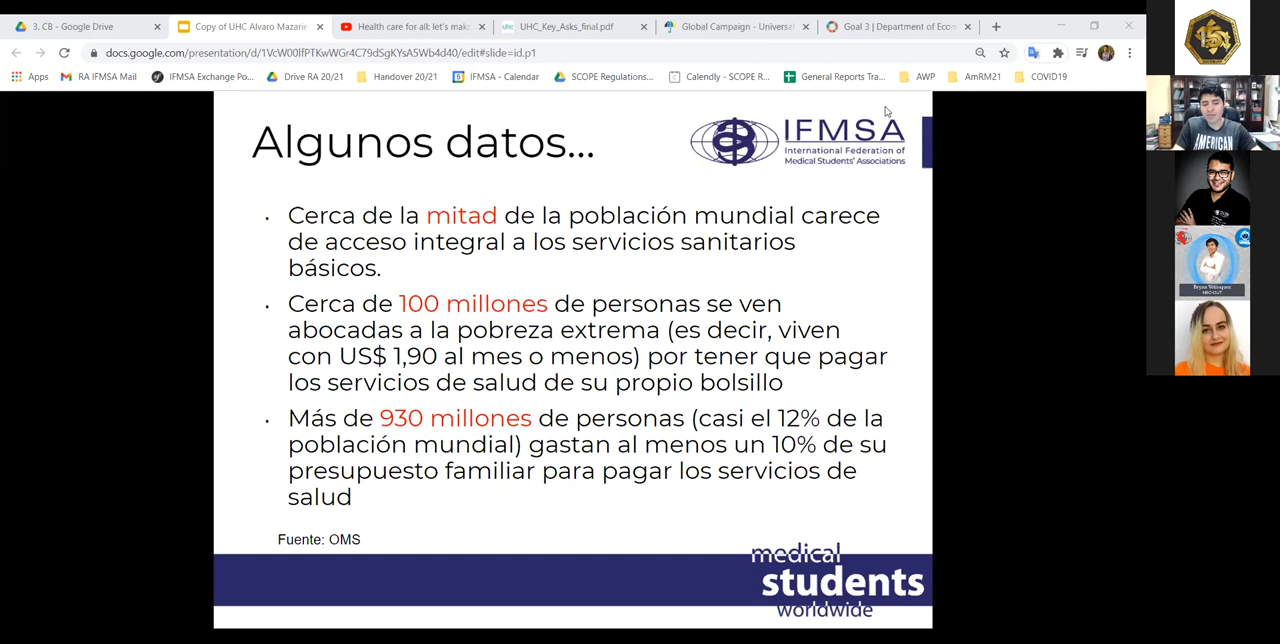 3. CB - Google Drive
Copy of UHC Alvaro Mazarie
Health care for all: let's mak
UHC_Key_Asks_final.pdf
Global Campaign - Universa
Goal 3 | Department of Econ
docs.google.com/presentation/d/1VcW00lfPTKwWGr4C79dSgKYsA5Wb4d40/edit#slide=id.p1
Apps
RA IFMSA Mail
IFMSA Exchange Po...
Drive RA 20/21
Handover 20/21
IFMSA - Calendar
SCOPE Regulations...
Calendly - SCOPE R...
General Reports Tra...
AWP
AmRM21
COVID19
Algunos datos...
IFMSA
International Federation of
Medical Students' Associations
• Cerca de la mitad de la población mundial carece
de acceso integral a los servicios sanitarios
básicos.
• Cerca de 100 millones de personas se ven
abocadas a la pobreza extrema (es decir, viven
con US$ 1,90 al mes o menos) por tener que pagar
los servicios de salud de su propio bolsillo
• Más de 930 millones de personas (casi el 12% de la
población mundial) gastan al menos un 10% de su
presupuesto familiar para pagar los servicios de
salud
Fuente: OMS
medical
students
worldwide
AMERICAN
Bryan Velásquez